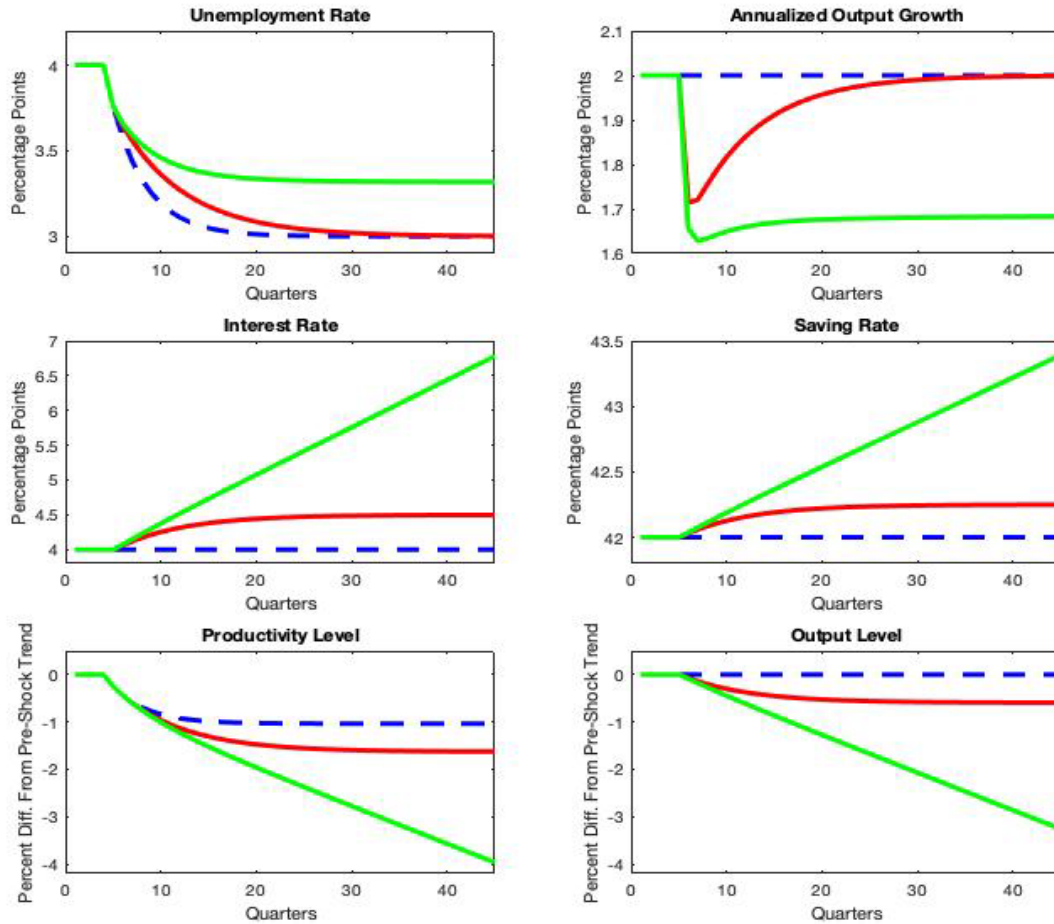 Unemployment Rate
4
3.5
3
Percentage Points
0 10 20 30 40
Quarters
Annualized Output Growth
2.1
2
1.9
1.8
1.7
1.6
Percentage Points
0 10 20 30 40
Quarters
Interest Rate
7
6.5
6
5.5
5
4.5
4
Percentage Points
0 10 20 30 40
Quarters
Saving Rate
43.5
43
42.5
42
Percentage Points
0 10 20 30 40
Quarters
Productivity Level
0
-1
-2
-3
-4
Percent Diff. From Pre-Shock Trend
0 10 20 30 40
Quarters
Output Level
0
-1
-2
-3
-4
Percent Diff. From Pre-Shock Trend
0 10 20 30 40
Quarters